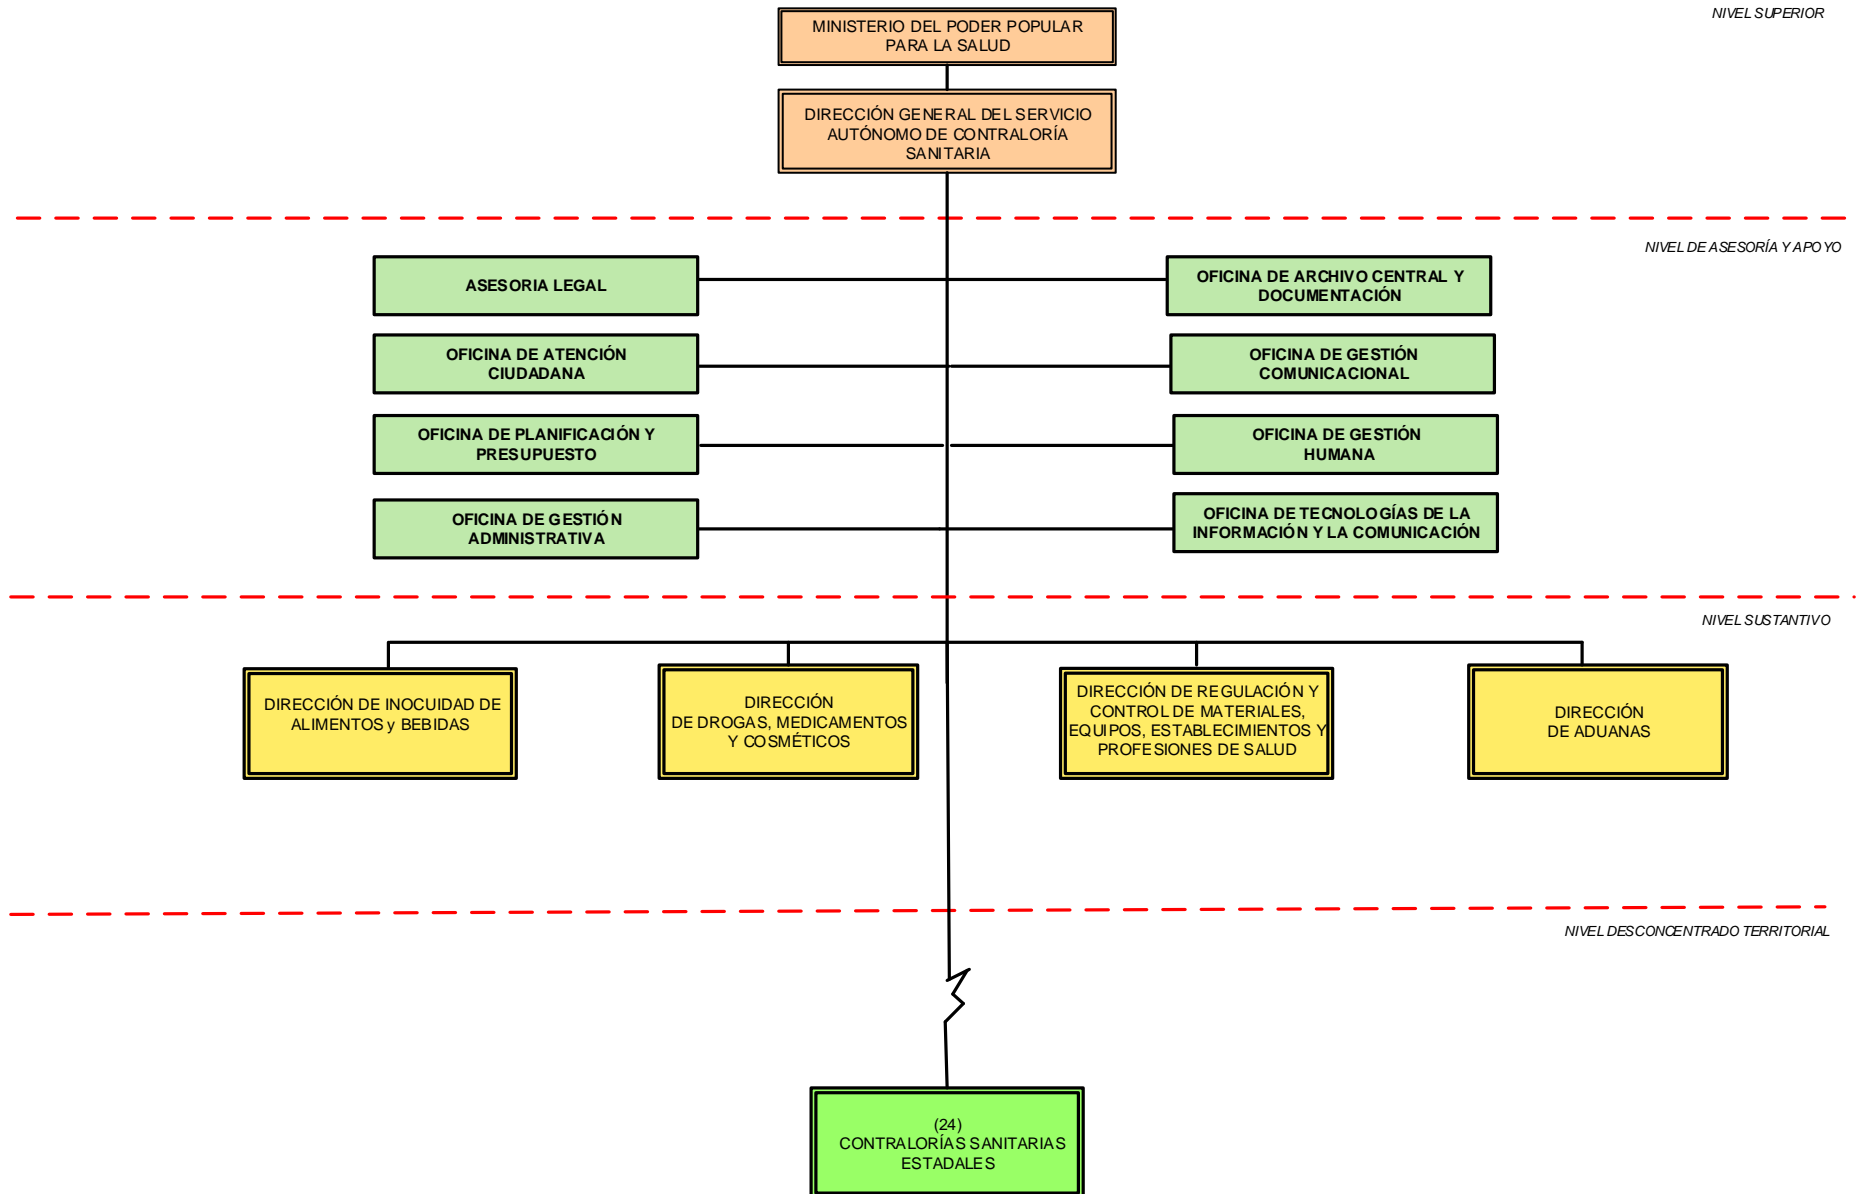 NIVEL SUPERIOR
MINISTERIO DEL PODER POPULAR
PARA LA SALUD
DIRECCIÓN GENERAL DEL SERVICIO
AUTÓNOMO DE CONTRALORÍA
SANITARIA
NIVEL DE ASESORÍA Y APOYO
ASESORIA LEGAL
OFICINA DE ARCHIVO CENTRAL Y
DOCUMENTACIÓN
OFICINA DE ATENCIÓN
CIUDADANA
OFICINA DE GESTIÓN
COMUNICACIONAL
OFICINA DE PLANIFICACIÓN Y
PRESUPUESTO
OFICINA DE GESTIÓN
HUMANA
OFICINA DE GESTIÓN
ADMINISTRATIVA
OFICINA DE TECNOLOGÍAS DE LA
INFORMACIÓN Y LA COMUNICACIÓN
NIVEL SUSTANTIVO
DIRECCIÓN DE INOCUIDAD DE
ALIMENTOS y BEBIDAS
DIRECCIÓN
DE DROGAS, MEDICAMENTOS
Y COSMÉTICOS
DIRECCIÓN DE REGULACIÓN Y
CONTROL DE MATERIALES,
EQUIPOS, ESTABLECIMIENTOS Y
PROFESIONES DE SALUD
DIRECCIÓN
DE ADUANAS
NIVEL DESCONCENTRADO TERRITORIAL
(24)
CONTRALORÍAS SANITARIAS
ESTADALES